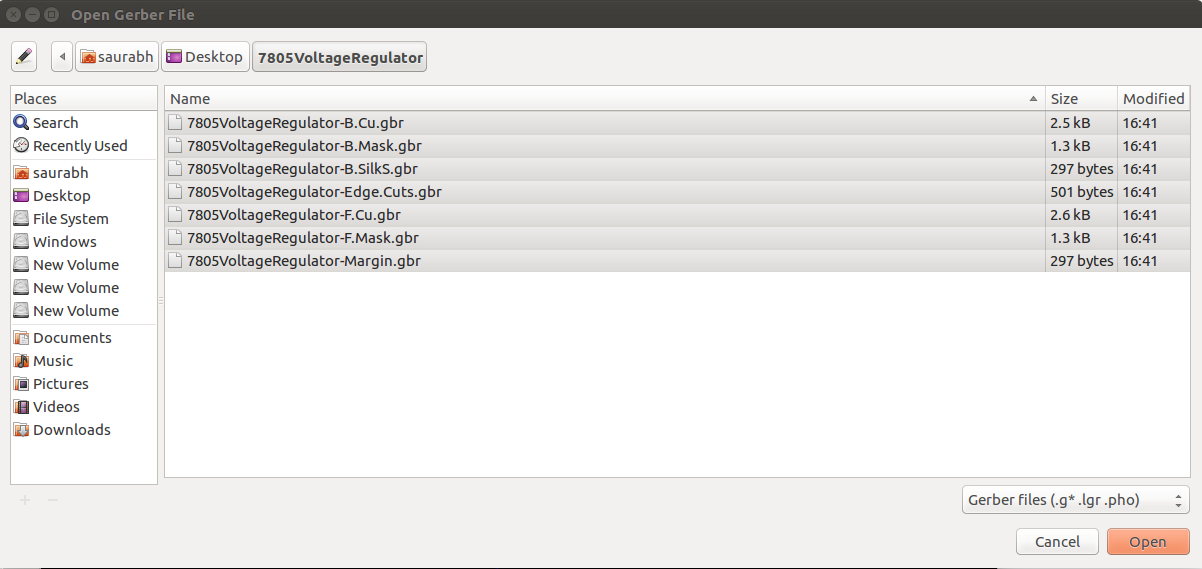 Open Gerber File
saurabh Desktop 7805VoltageRegulator
Places
Search
Recently Used
saurabh
Desktop
File System
Windows
New Volume
New Volume
New Volume
Documents
Music
Pictures
Videos
Downloads
Name Size Modified
7805VoltageRegulator-B.Cu.gbr 2.5 kB 16:41
7805VoltageRegulator-B.Mask.gbr 1.3 kB 16:41
7805VoltageRegulator-B.SilkS.gbr 297 bytes 16:41
7805VoltageRegulator-Edge.Cuts.gbr 501 bytes 16:41
7805VoltageRegulator-F.Cu.gbr 2.6 kB 16:41
7805VoltageRegulator-F.Mask.gbr 1.3 kB 16:41
7805VoltageRegulator-Margin.gbr 297 bytes 16:41
Gerber files (.g* .lgr .pho)
Cancel Open